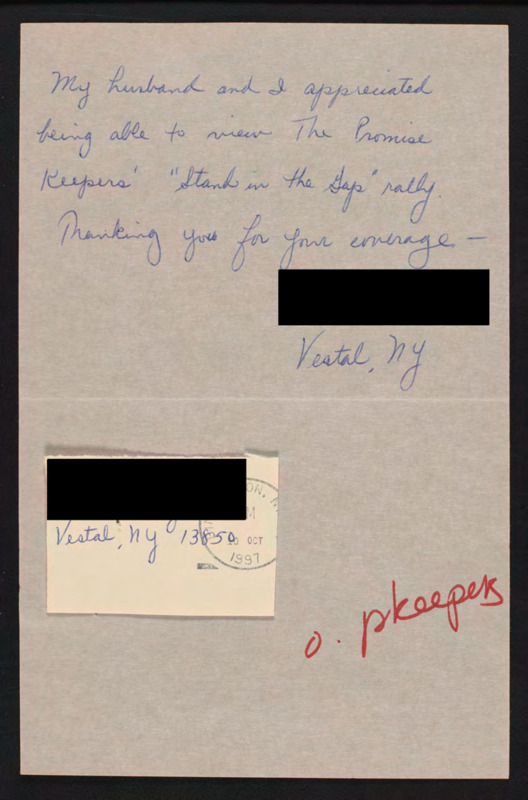 My husband and I appreciated
being able to view The Promise
Keepers' "Stand in the Gap" rally.
Thanking you for your coverage —
Vestal, NY
Vestal, NY 13850
OCT
1997
o. pkeepers